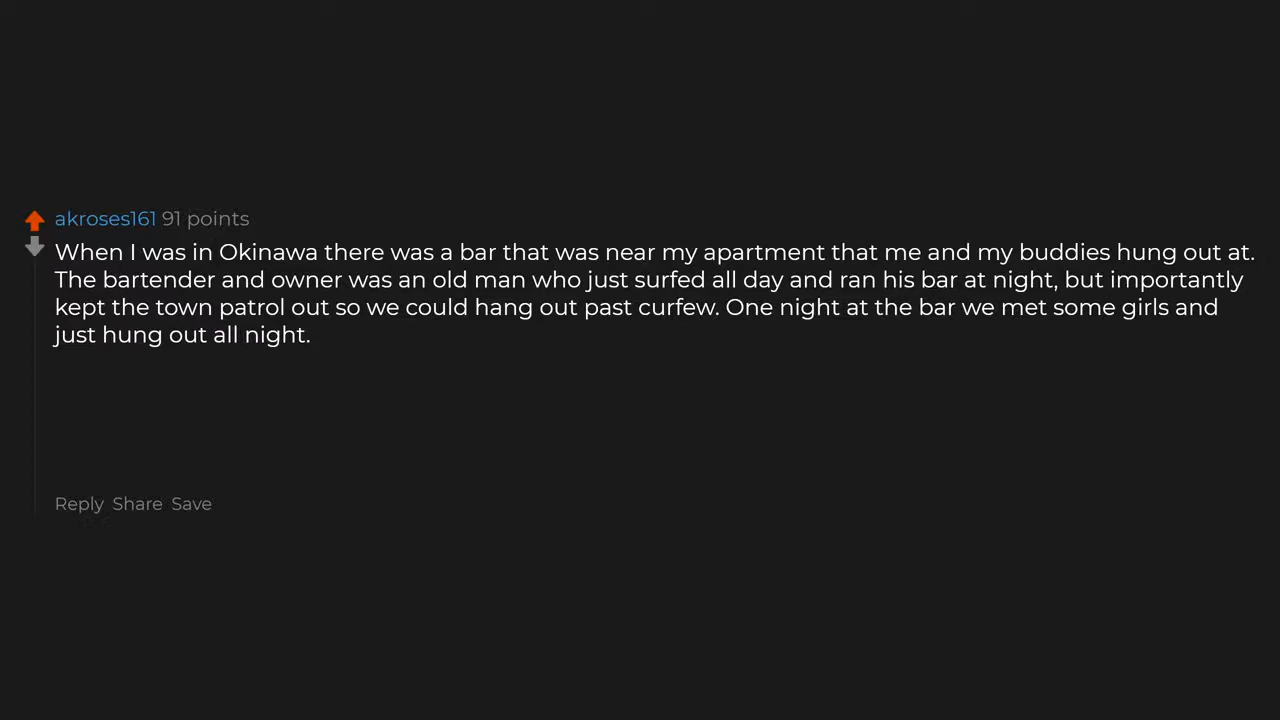 akroses161 91 points
When I was in Okinawa there was a bar that was near my apartment that me and my buddies hung out at.
The bartender and owner was an old man who just surfed all day and ran his bar at night, but importantly
kept the town patrol out so we could hang out past curfew. One night at the bar we met some girls and
just hung out all night.
Reply Share Save